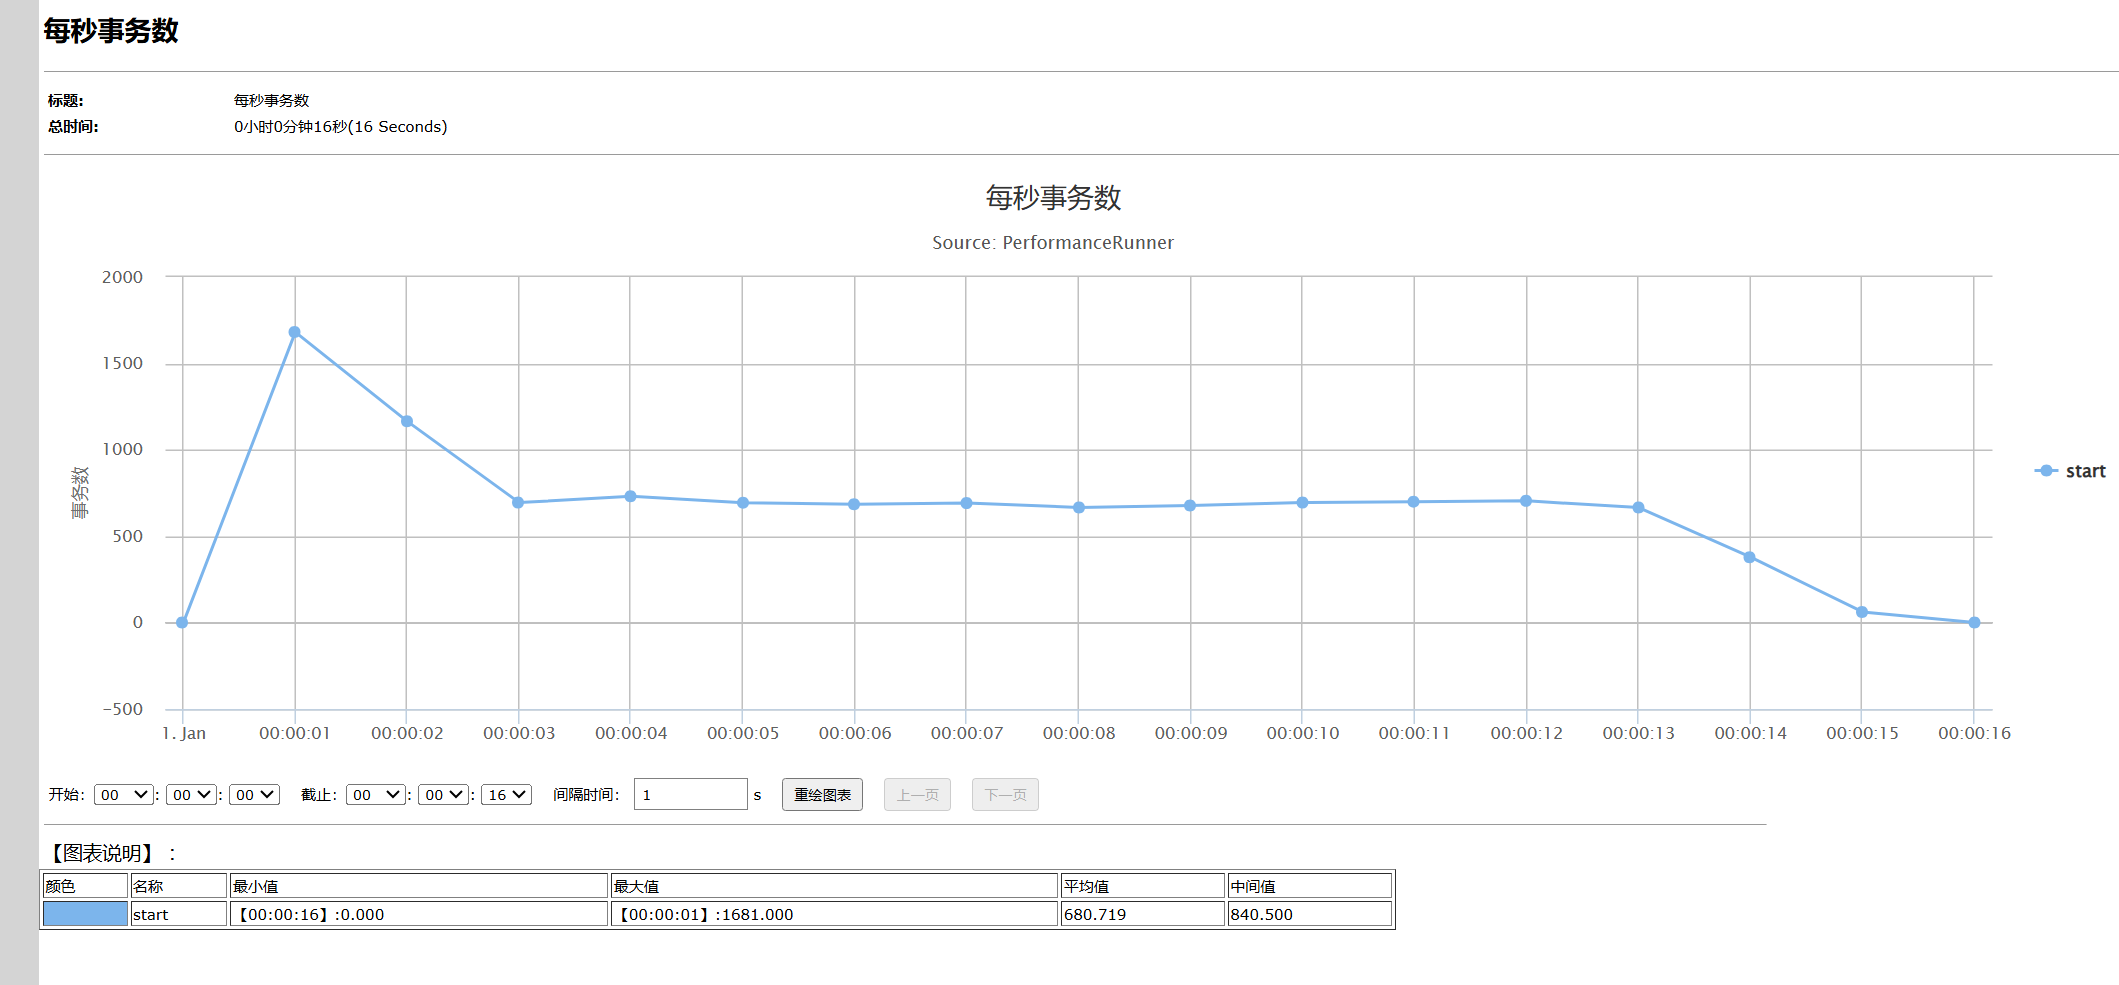 每秒事务数
标题: 每秒事务数
总时间: 0小时0分钟16秒(16 Seconds)
每秒事务数
Source: PerformanceRunner
事务数
2000
1500
1000
500
0
-500
1. Jan 00:00:01 00:00:02 00:00:03 00:00:04 00:00:05 00:00:06 00:00:07 00:00:08 00:00:09 00:00:10 00:00:11 00:00:12 00:00:13 00:00:14 00:00:15 00:00:16
start
开始: 00 : 00 : 00 截止: 00 : 00 : 16 间隔时间: 1 s 重绘图表 上一页 下一页
【图表说明】：
颜色 名称 最小值 最大值 平均值 中间值
start 【00:00:16】:0.000 【00:00:01】:1681.000 680.719 840.500